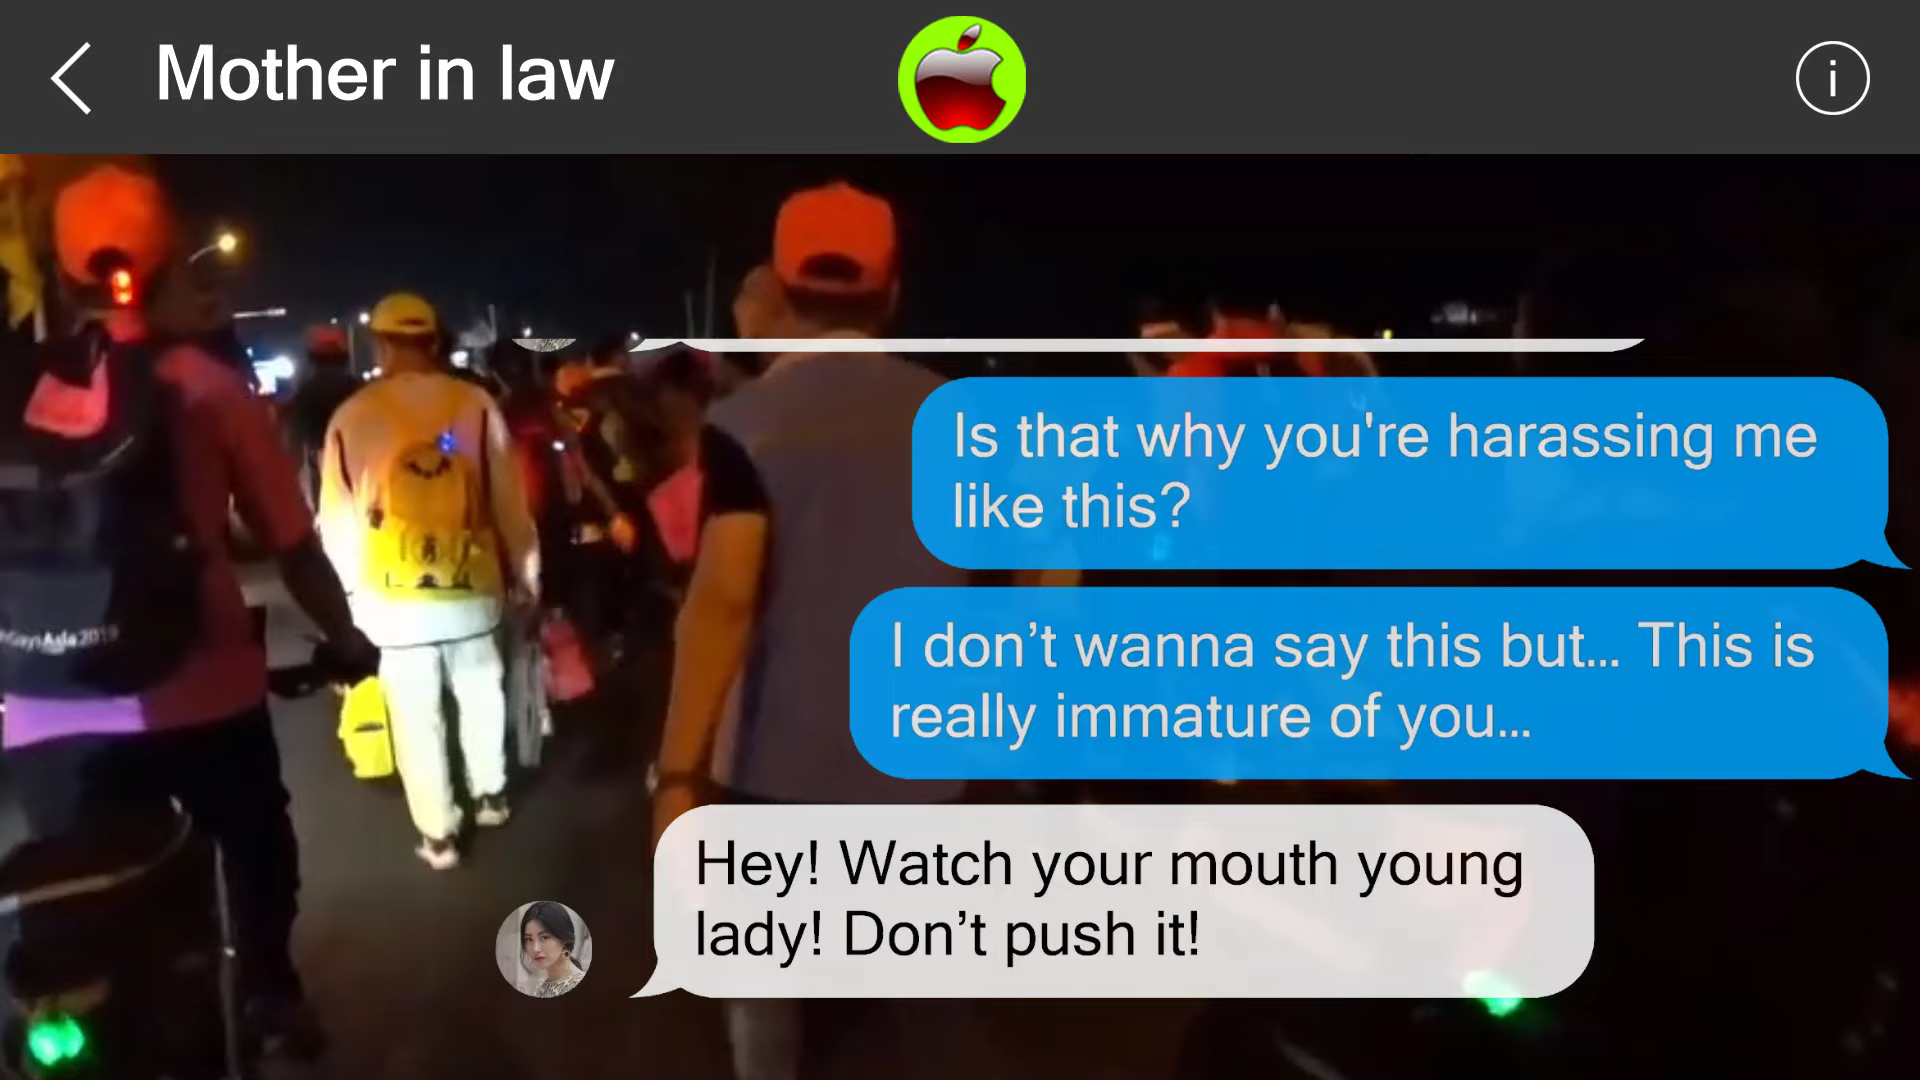 Mother in law
i
Is that why you're harassing me
like this?
I don’t wanna say this but... This is
really immature of you...
Hey! Watch your mouth young
lady! Don’t push it!